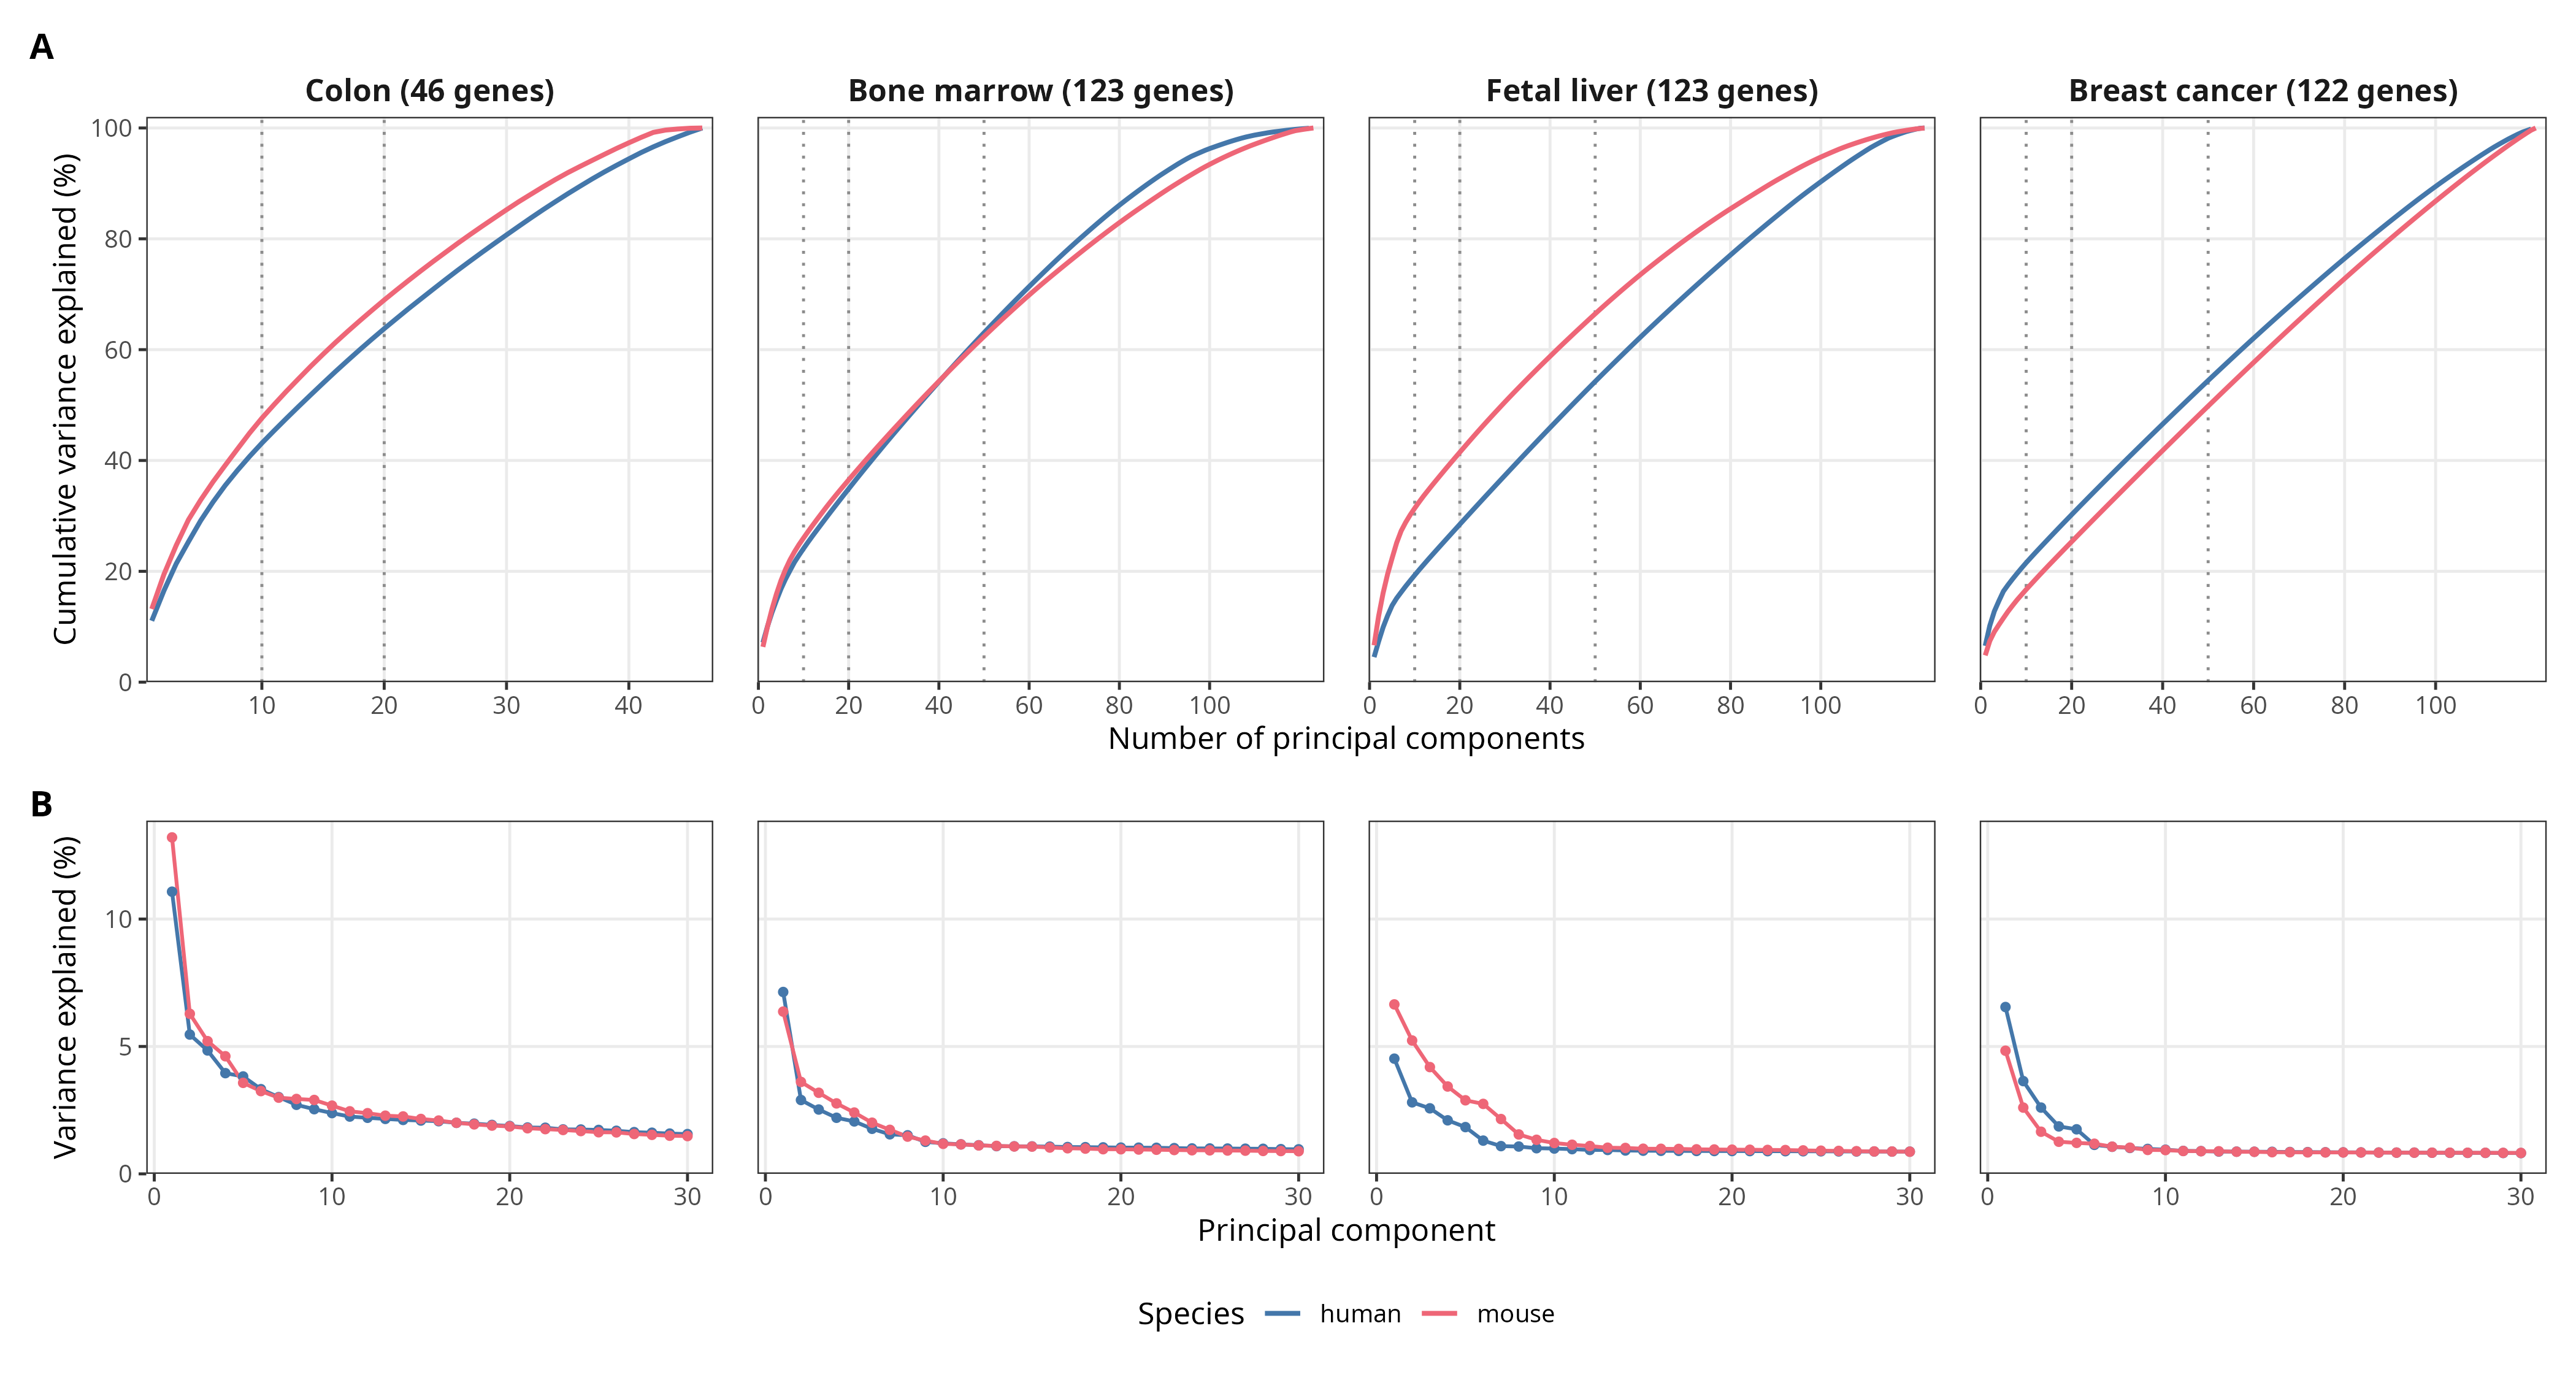 A
Colon (46 genes) Bone marrow (123 genes) Fetal liver (123 genes) Breast cancer (122 genes)
Cumulative variance explained (%)
100
80
60
40
20
0
10 20 30 40 0 20 40 60 80 100 0 20 40 60 80 100 0 20 40 60 80 100
Number of principal components
B
Variance explained (%)
10
5
0
0 10 20 30 0 10 20 30 0 10 20 30 0 10 20 30
Principal component
Species human mouse